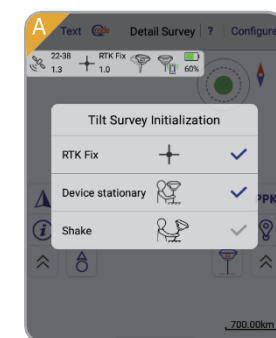 A
Text Detail Survey ? Configure
22-38 RTK Fix
1.3 1.0 60%
Tilt Survey Initialization
RTK Fix
Device stationary
Shake
PPK
700.00km